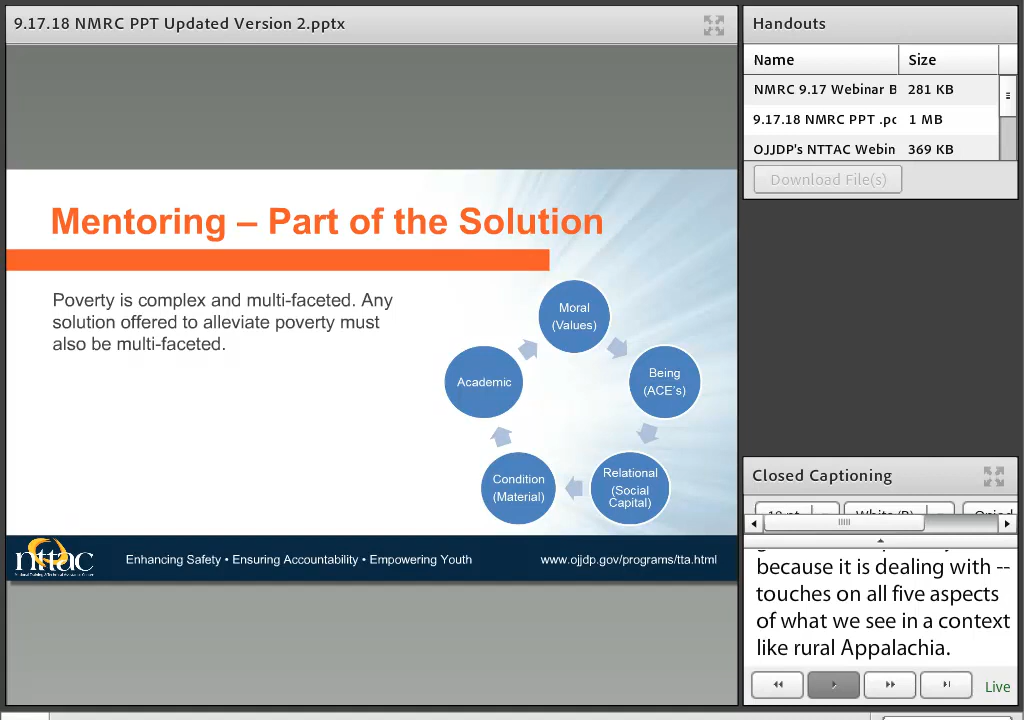 9.17.18 NMRC PPT Updated Version 2.pptx
Mentoring – Part of the Solution
Poverty is complex and multi-faceted. Any
solution offered to alleviate poverty must
also be multi-faceted.
Moral
(Values)
Being
(ACE's)
Relational
(Social
Capital)
Condition
(Material)
Academic
nttac
Enhancing Safety • Ensuring Accountability • Empowering Youth
www.ojjdp.gov/programs/tta.html
Handouts
Name Size
NMRC 9.17 Webinar B 281 KB
9.17.18 NMRC PPT .pc 1 MB
OJJDP's NTTAC Webin 369 KB
Download File(s)
Closed Captioning
because it is dealing with --
touches on all five aspects
of what we see in a context
like rural Appalachia.
Live